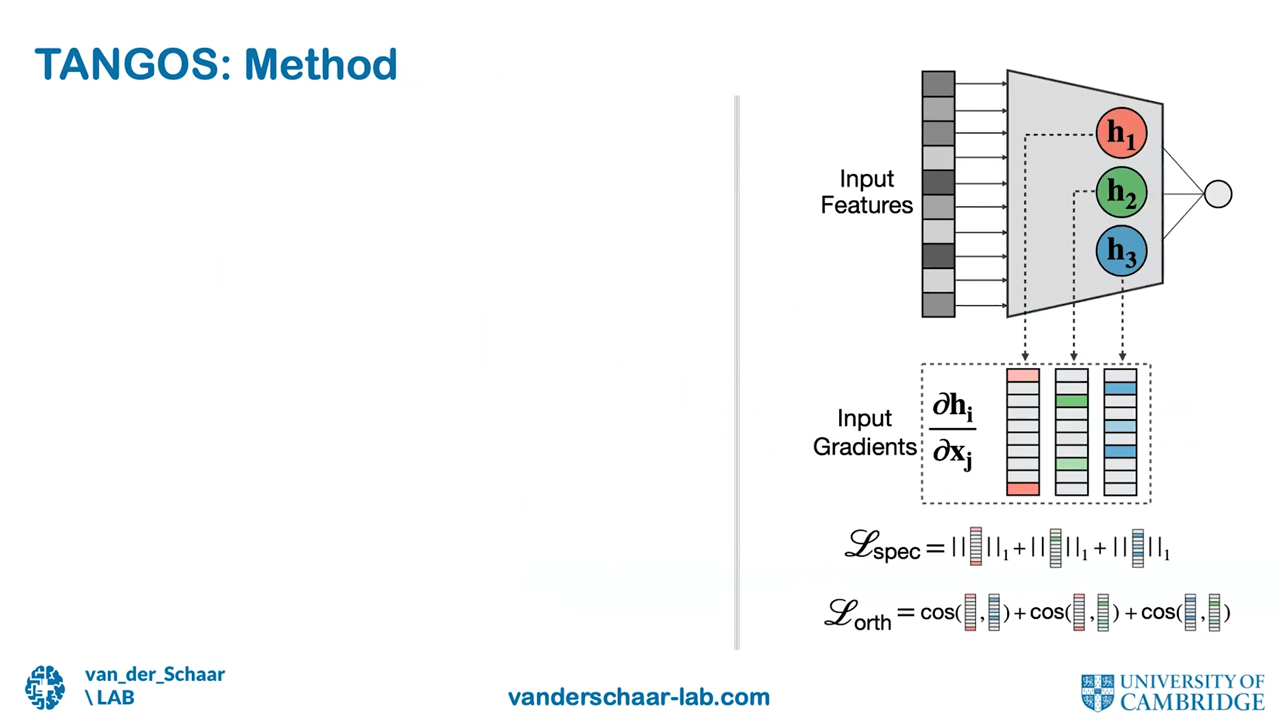 TANGOS: Method
Input
Features
h₁
h₂
h₃
Input
Gradients
∂hᵢ
∂xⱼ
ℒspec = || ||₁ + || ||₁ + || ||₁
ℒorth = cos( , ) + cos( , ) + cos( , )
van_der_Schaar
\ LAB
vanderschaar-lab.com
UNIVERSITY OF
CAMBRIDGE